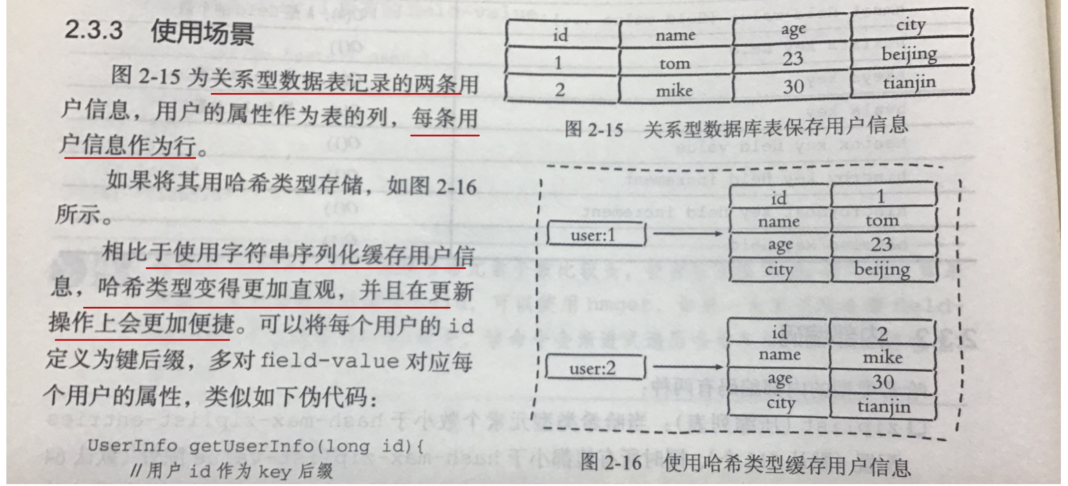 2.3.3 使用场景
图 2-15 为关系型数据表记录的两条用
户信息，用户的属性作为表的列，每条用
户信息作为行。
如果将其用哈希类型存储，如图 2-16
所示。
相比于使用字符串序列化缓存用户信
息，哈希类型变得更加直观，并且在更新
操作上会更加便捷。可以将每个用户的 id
定义为键后缀，多对 field-value 对应每
个用户的属性，类似如下伪代码：
UserInfo getUserInfo(long id){
//用户 id 作为 key 后缀
id name age city
1 tom 23 beijing
2 mike 30 tianjin
图 2-15 关系型数据库表保存用户信息
user:1
id 1
name tom
age 23
city beijing
user:2
id 2
name mike
age 30
city tianjin
图 2-16 使用哈希类型缓存用户信息